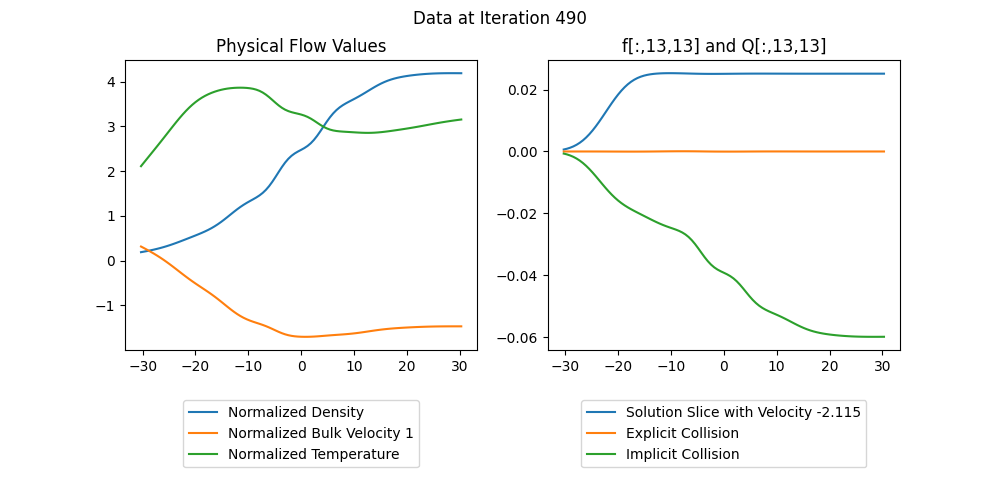 Data at Iteration 490
Physical Flow Values
4
3
2
1
0
−1
−30
−20
−10
0
10
20
30
Normalized Density
Normalized Bulk Velocity 1
Normalized Temperature
f[:,13,13] and Q[:,13,13]
0.02
0.00
−0.02
−0.04
−0.06
−30
−20
−10
0
10
20
30
Solution Slice with Velocity -2.115
Explicit Collision
Implicit Collision